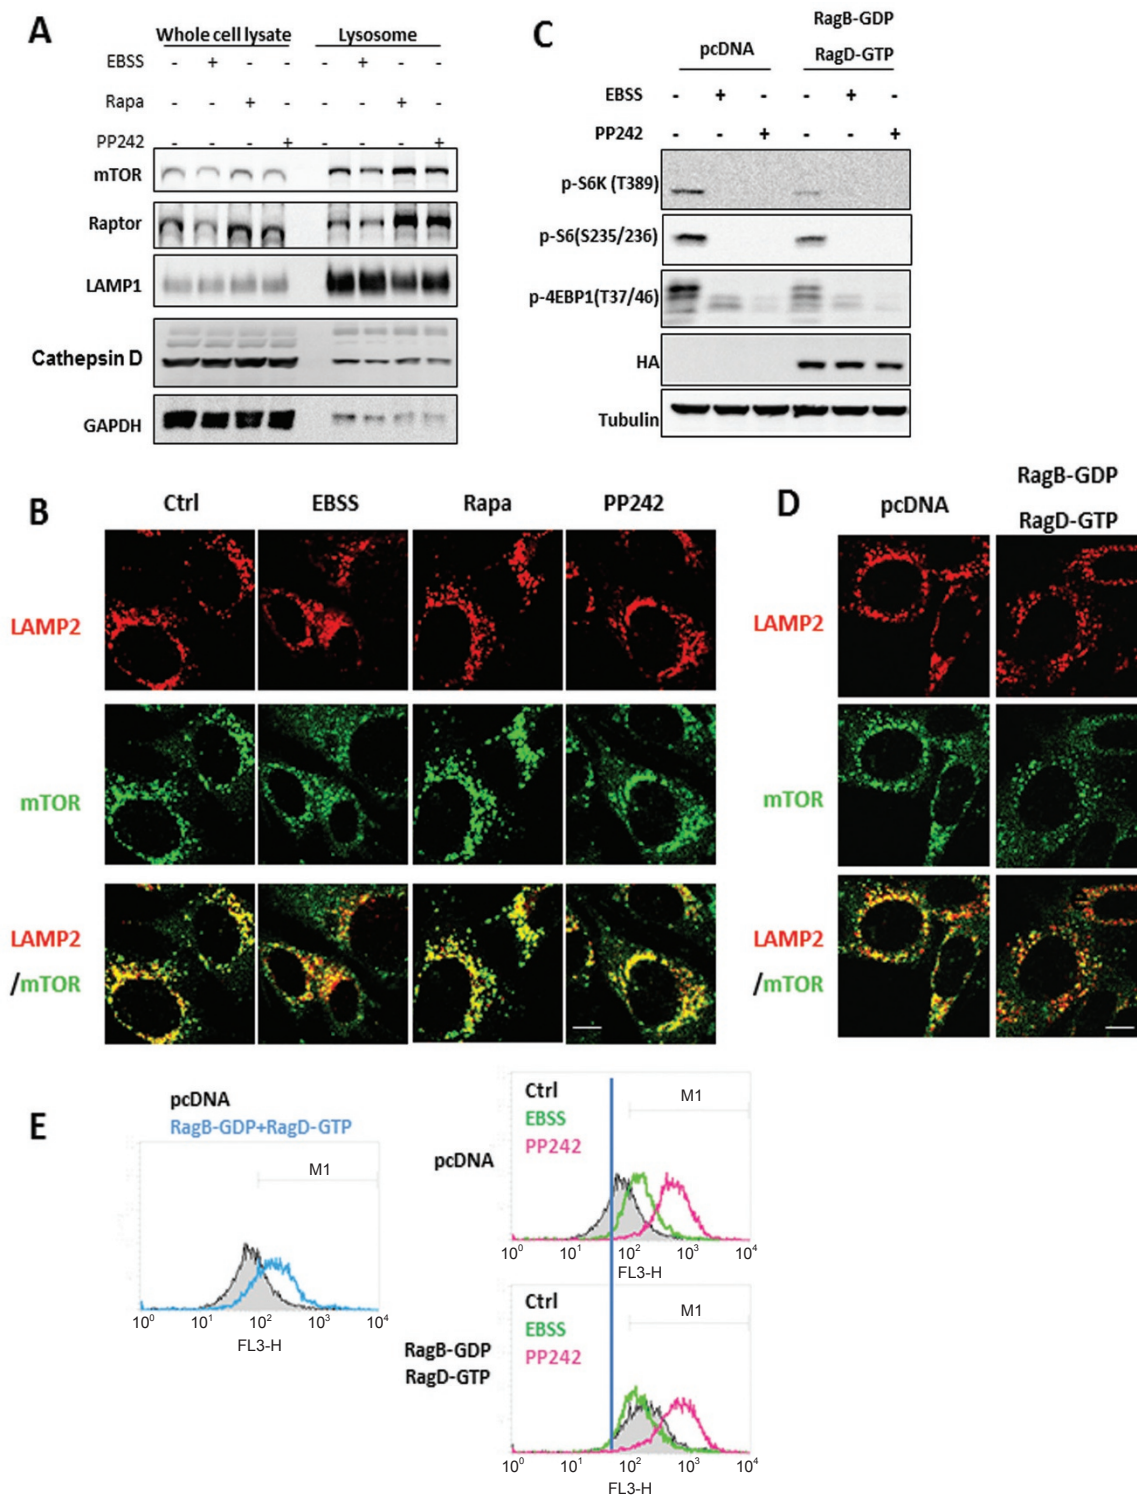 A
Whole cell lysate Lysosome
EBSS - + - - - + - -
Rapa - - + - - - + -
PP242 - - - + - - - +
mTOR
Raptor
LAMP1
Cathepsin D
GAPDH
C
RagB-GDP
pcDNA RagD-GTP
EBSS - + - - + -
PP242 - - + - - +
p-S6K (T389)
p-S6(S235/236)
p-4EBP1(T37/46)
HA
Tubulin
B
Ctrl EBSS Rapa PP242
LAMP2
mTOR
LAMP2
/mTOR
D
RagB-GDP
pcDNA RagD-GTP
LAMP2
mTOR
LAMP2
/mTOR
E
pcDNA
RagB-GDP+RagD-GTP
M1
10⁰ 10¹ 10² 10³ 10⁴
FL3-H
pcDNA
Ctrl
EBSS
PP242
M1
10⁰ 10¹ 10² 10³ 10⁴
FL3-H
RagB-GDP
RagD-GTP
Ctrl
EBSS
PP242
M1
10⁰ 10¹ 10² 10³ 10⁴
FL3-H